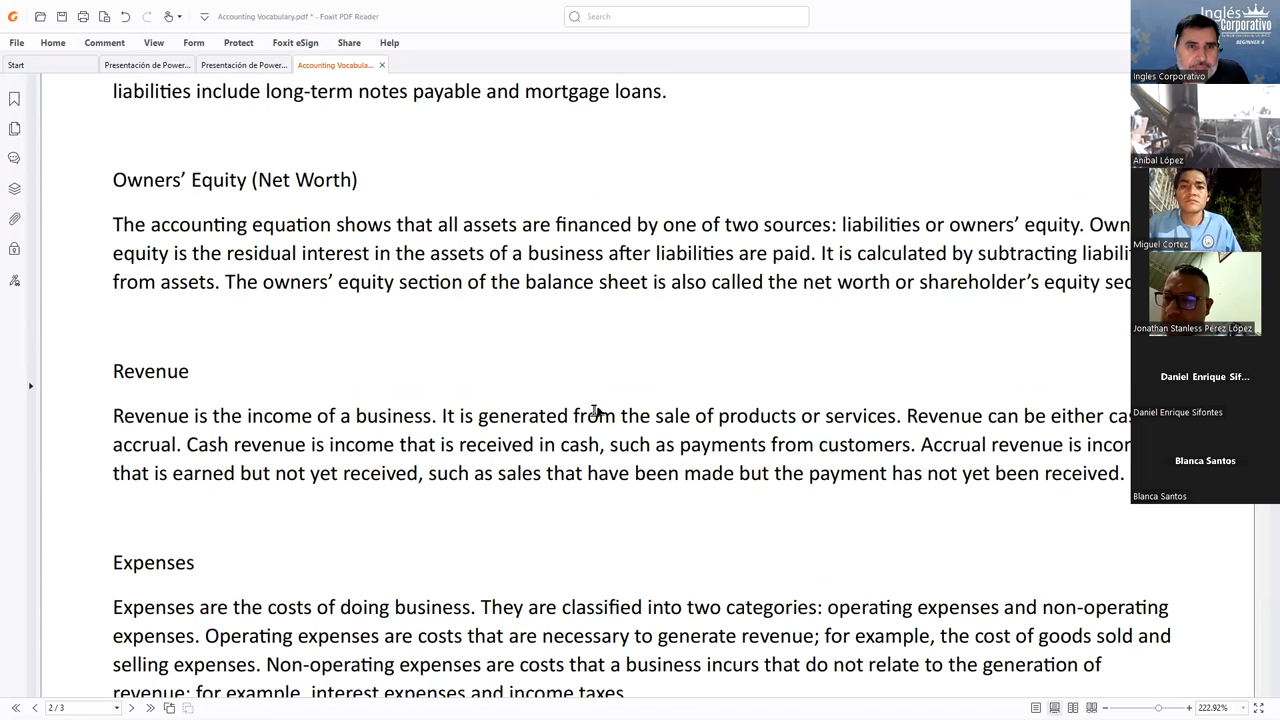 Accounting Vocabulary.pdf * - Foxit PDF Reader
Search
File Home Comment View Form Protect Foxit eSign Share Help
Start Presentación de Power... Presentación de Power... Accounting Vocabula...
liabilities include long-term notes payable and mortgage loans.
Owners’ Equity (Net Worth)
The accounting equation shows that all assets are financed by one of two sources: liabilities or owners’ equity. Own
equity is the residual interest in the assets of a business after liabilities are paid. It is calculated by subtracting liabili
from assets. The owners’ equity section of the balance sheet is also called the net worth or shareholder’s equity sec
Revenue
Revenue is the income of a business. It is generated from the sale of products or services. Revenue can be either cas
accrual. Cash revenue is income that is received in cash, such as payments from customers. Accrual revenue is incor
that is earned but not yet received, such as sales that have been made but the payment has not yet been received.
Expenses
Expenses are the costs of doing business. They are classified into two categories: operating expenses and non-operating
expenses. Operating expenses are costs that are necessary to generate revenue; for example, the cost of goods sold and
selling expenses. Non-operating expenses are costs that a business incurs that do not relate to the generation of
revenue; for example, interest expenses and income taxes.
2 / 3
222.92%
Inglés
Corporativo
BEGINNER 4
Ingles Corporativo
Anibal López
Miguel Cortez
Jonathan Stanless Pérez López
Daniel Enrique Sif...
Daniel Enrique Sifontes
Blanca Santos
Blanca Santos